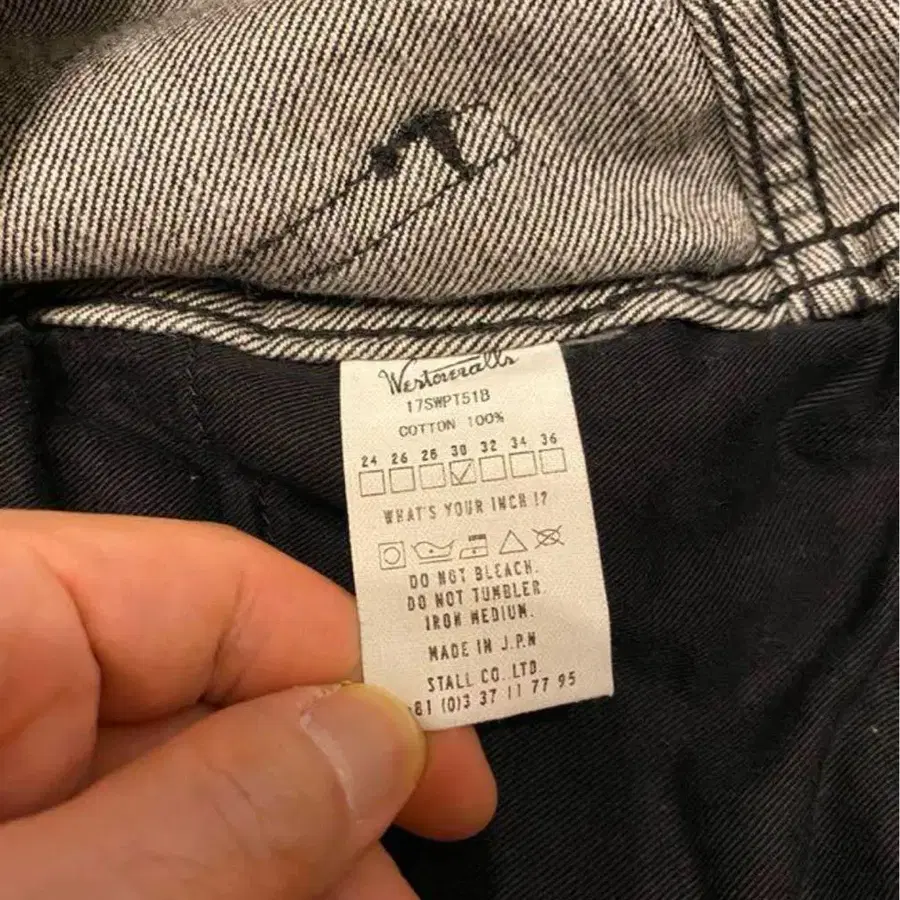 Westoveralls
17SWPT51B
COTTON 100%
24 26 28 30 32 34 36
WHAT'S YOUR INCH !?
DO NOT BLEACH.
DO NOT TUMBLER.
IRON MEDIUM.
MADE IN J.P.N
STALL CO.,LTD.
81 (0)3 37 11 77 95